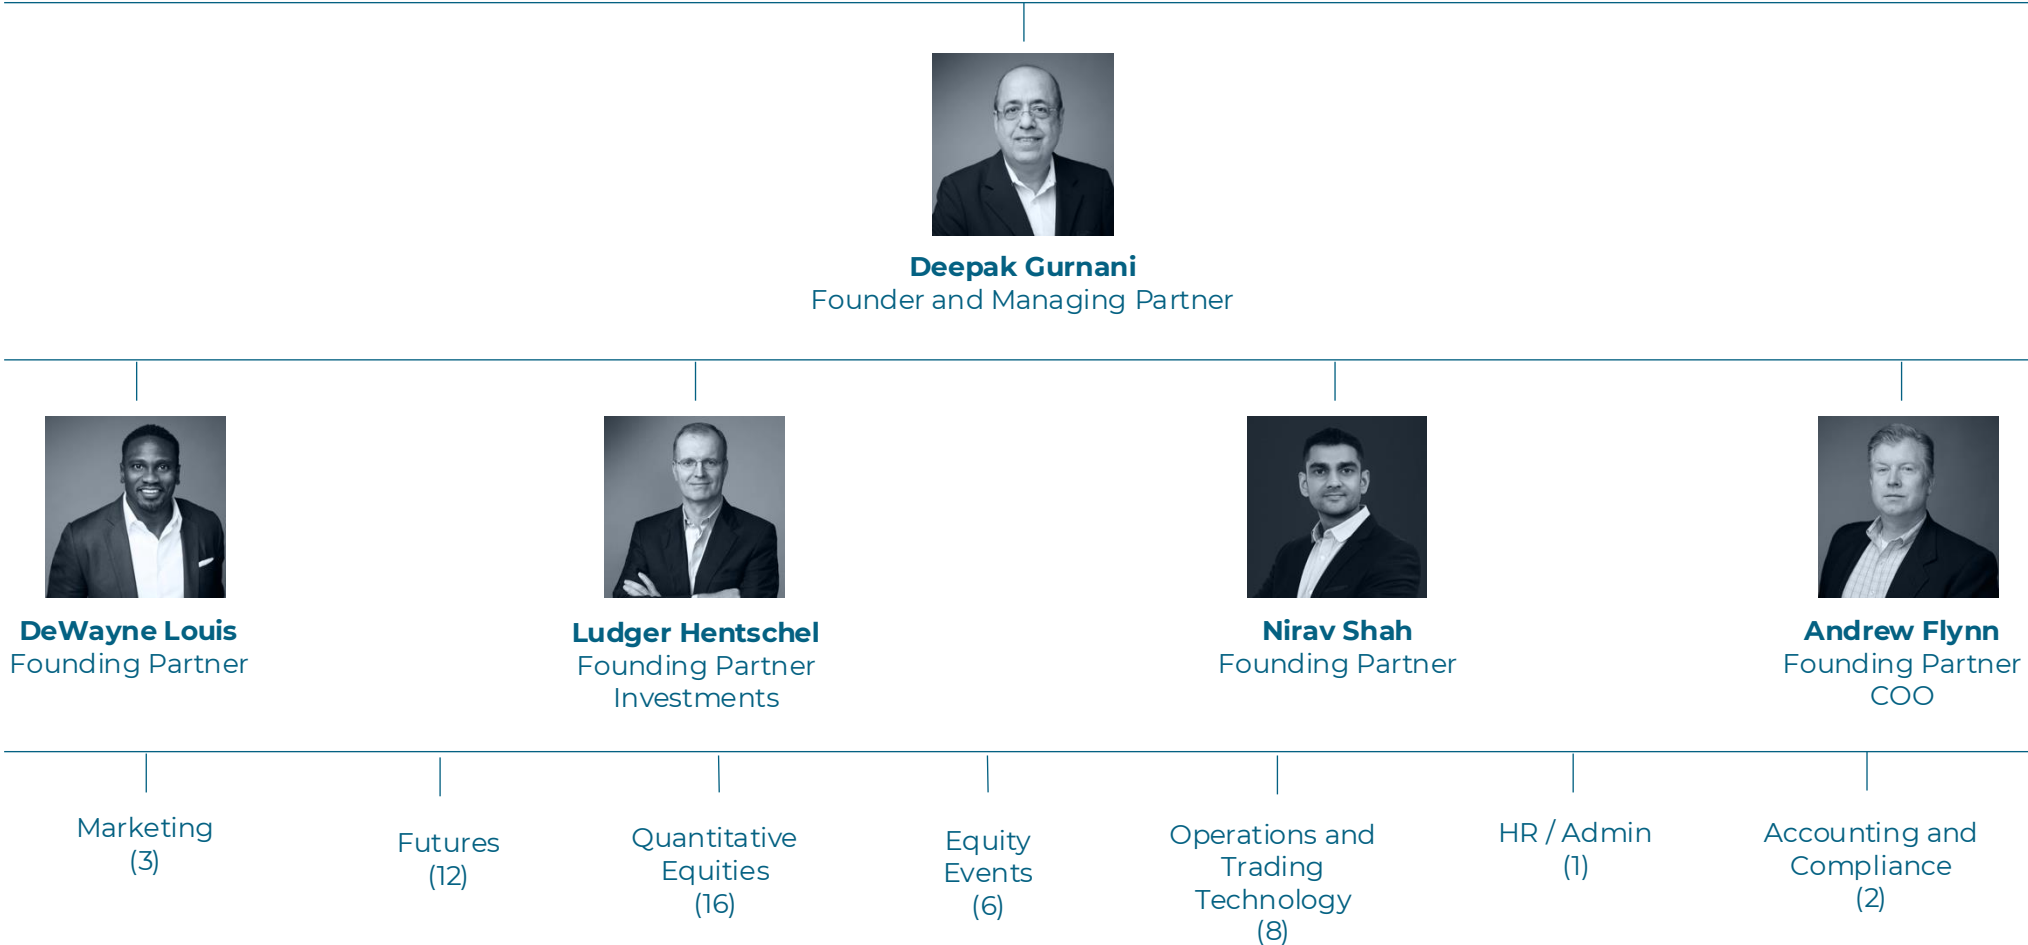 Deepak Gurnani
Founder and Managing Partner
DeWayne Louis
Founding Partner
Ludger Hentschel
Founding Partner
Investments
Nirav Shah
Founding Partner
Andrew Flynn
Founding Partner
COO
Marketing
(3)
Futures
(12)
Quantitative
Equities
(16)
Equity
Events
(6)
Operations and
Trading
Technology
(8)
HR / Admin
(1)
Accounting and
Compliance
(2)